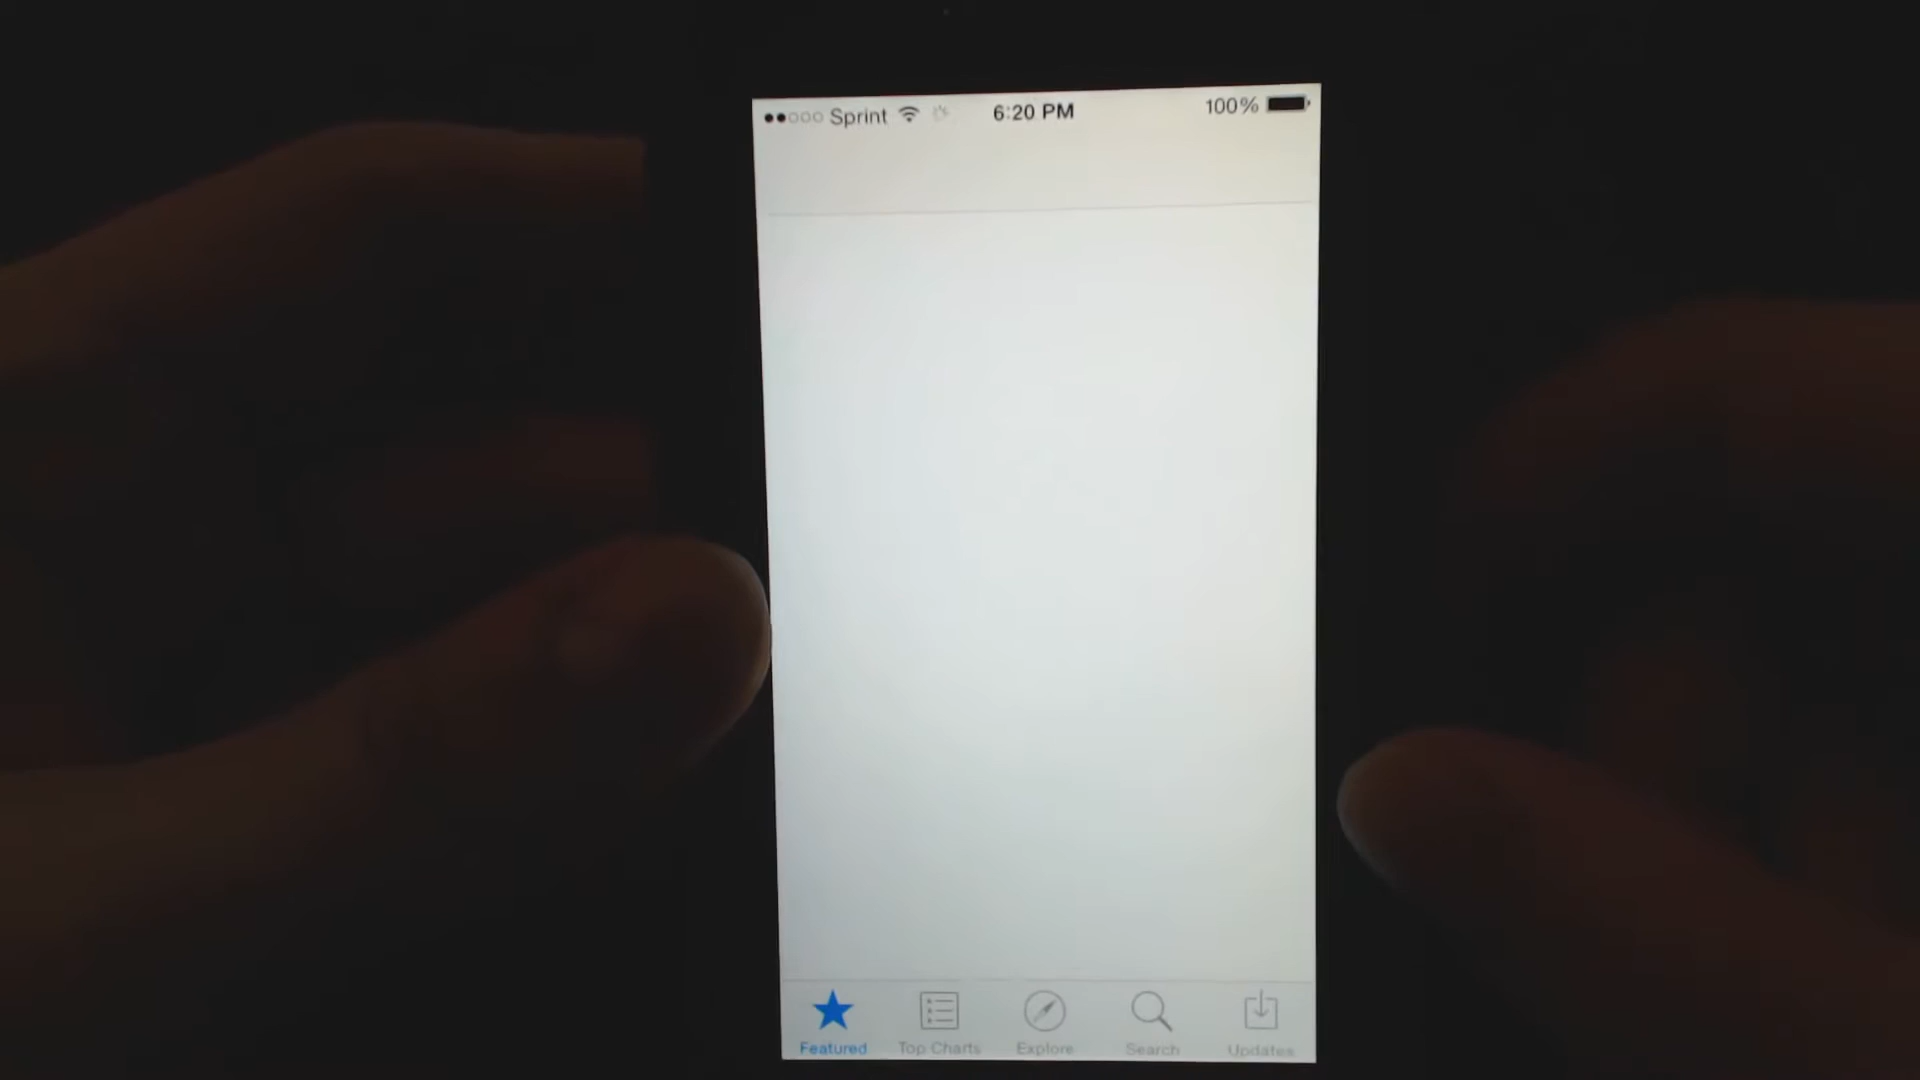 Sprint 6:20 PM 100%
Featured Top Charts Explore Search Updates